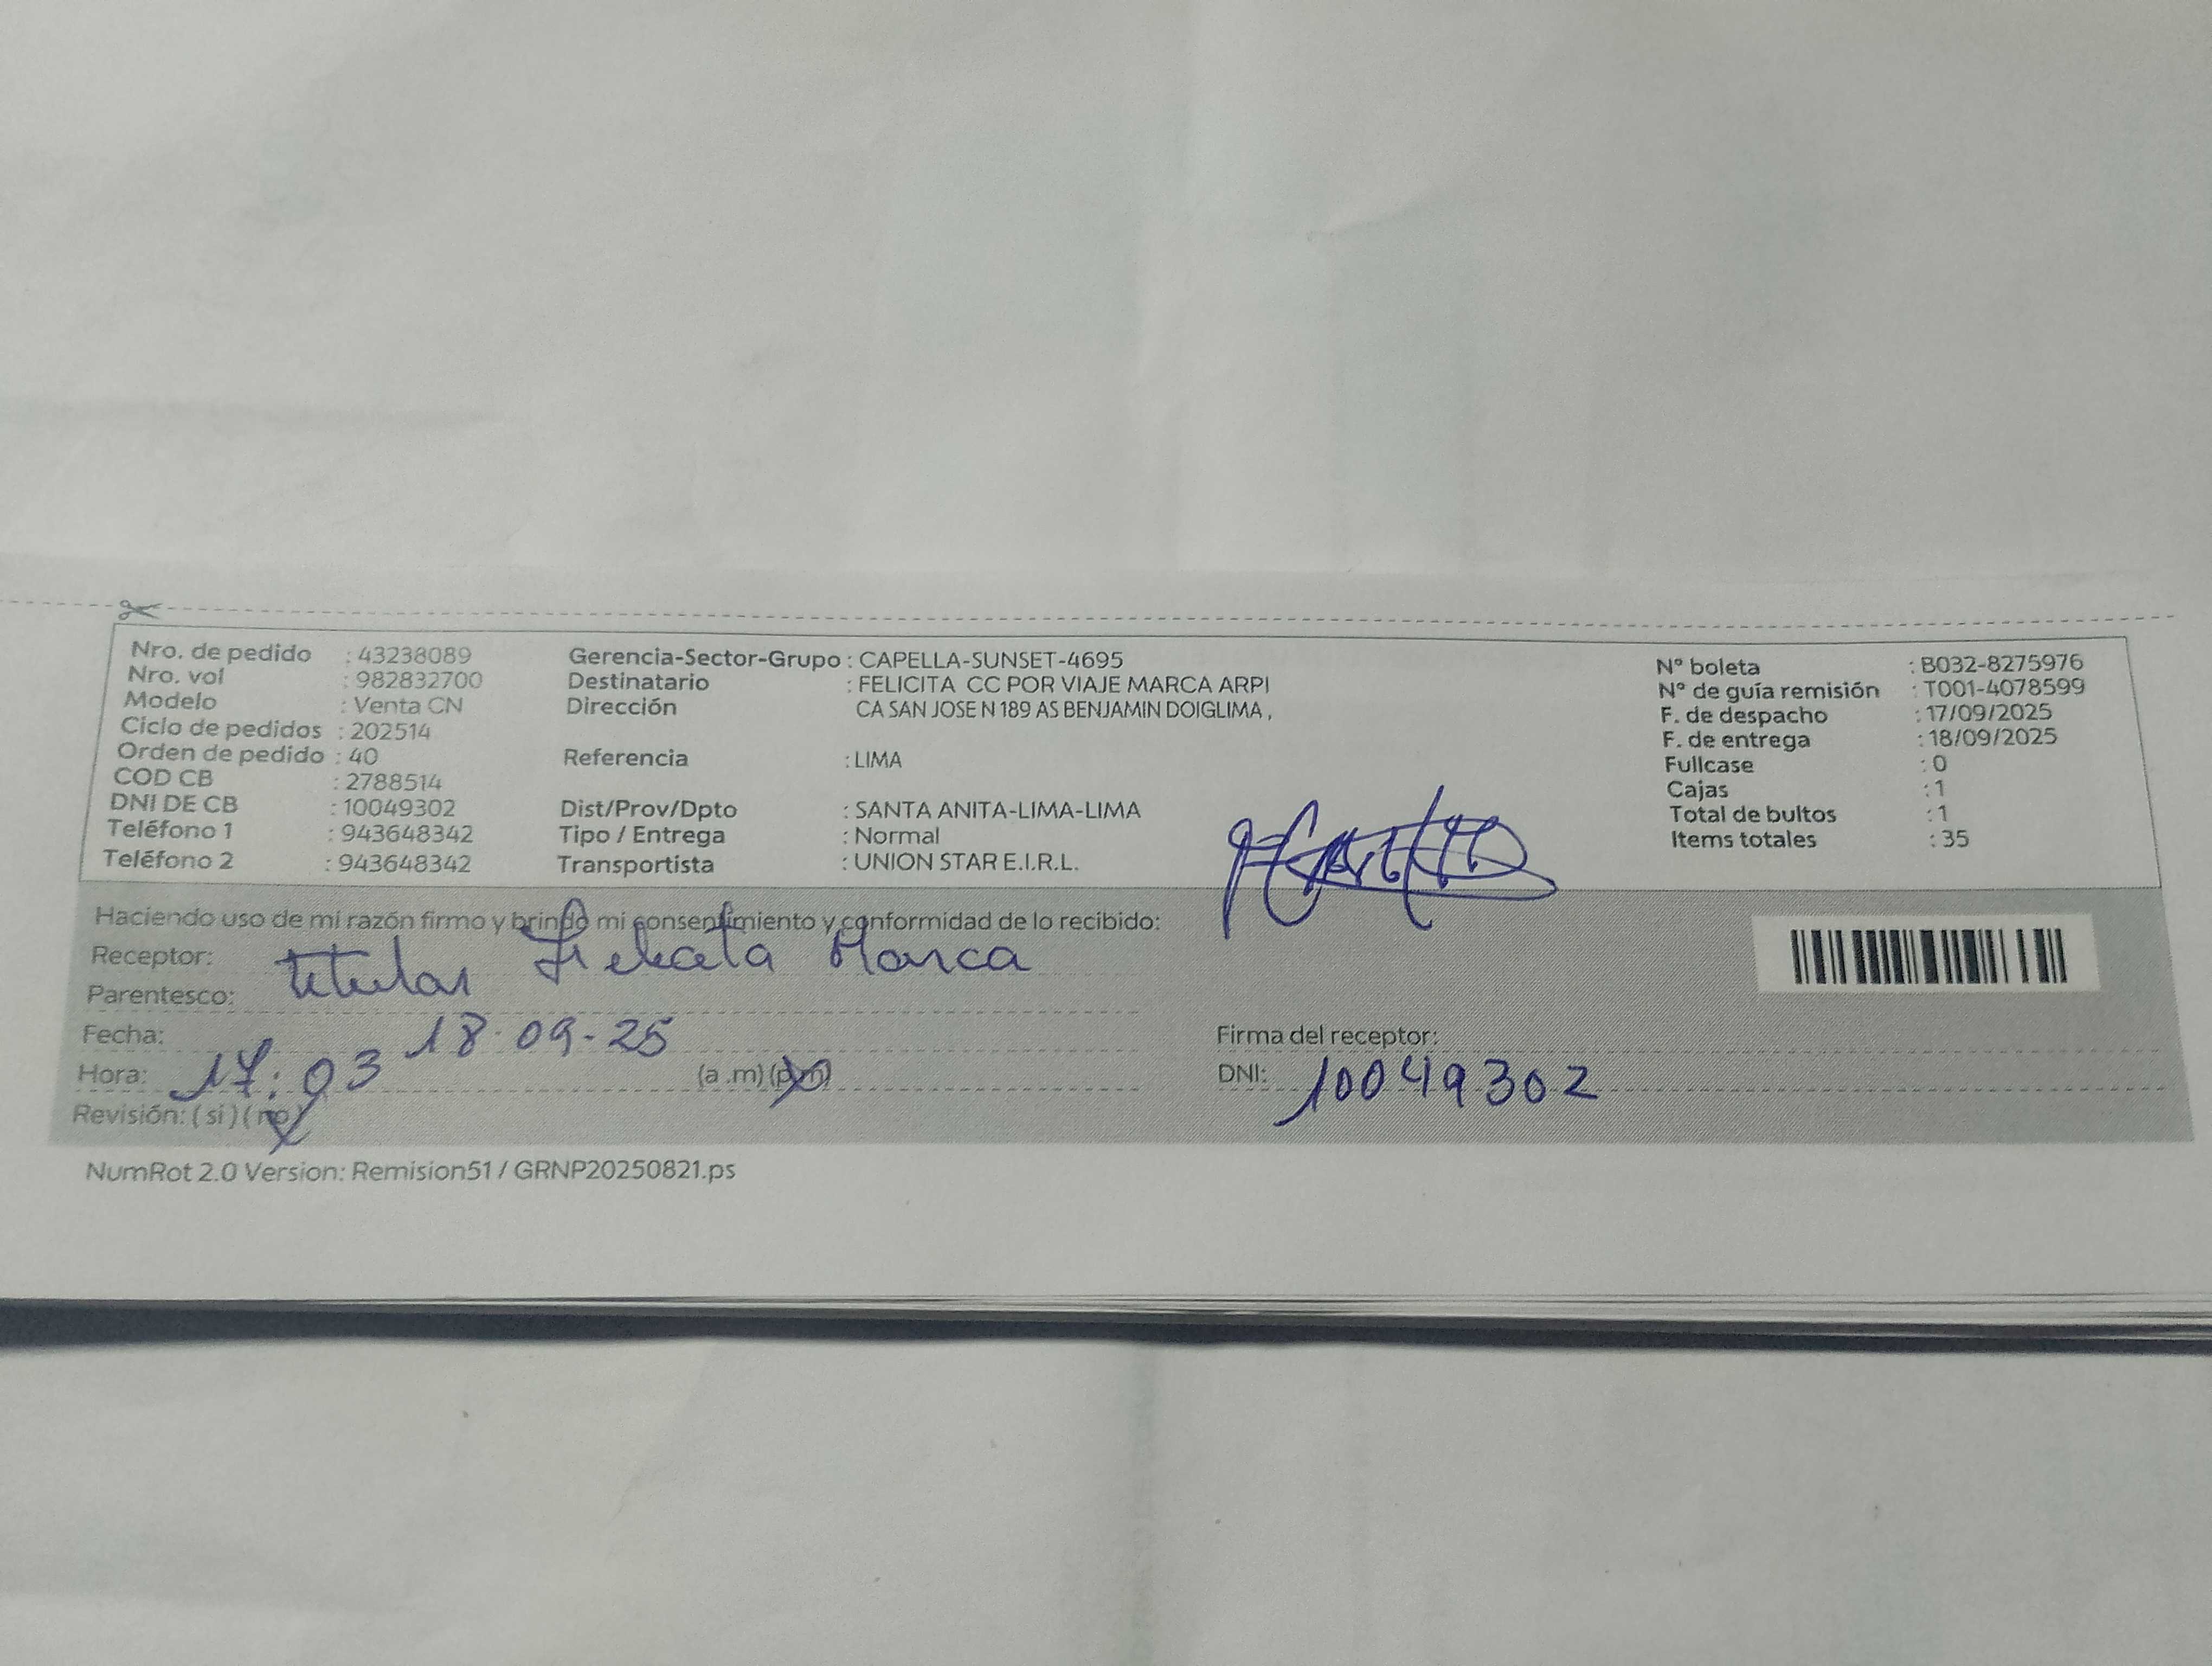 Nro. de pedido : 43238089
Nro. vol : 982832700
Modelo : Venta CN
Ciclo de pedidos : 202514
Orden de pedido : 40
COD CB : 2788514
DNI DE CB : 10049302
Teléfono 1 : 943648342
Teléfono 2 : 943648342
Gerencia-Sector-Grupo : CAPELLA-SUNSET-4695
Destinatario : FELICITA CC POR VIAJE MARCA ARPI
Dirección CA SAN JOSE N 189 AS BENJAMIN DOIGLIMA ,
Referencia : LIMA
Dist/Prov/Dpto : SANTA ANITA-LIMA-LIMA
Tipo / Entrega : Normal
Transportista : UNION STAR E.I.R.L.
N° boleta : B032-8275976
N° de guía remisión : T001-4078599
F. de despacho : 17/09/2025
F. de entrega : 18/09/2025
Fullcase : 0
Cajas : 1
Total de bultos : 1
Items totales : 35
Haciendo uso de mi razón firmo y brindo mi consentimiento y conformidad de lo recibido:
Receptor: Marca
Parentesco: titular
Fecha: 18-09-25
Hora: 17:03 (a .m) (p.m)
Revisión: ( si ) ( no )
Firma del receptor:
DNI: 10049302
NumRot 2.0 Version: Remision51 / GRNP20250821.ps